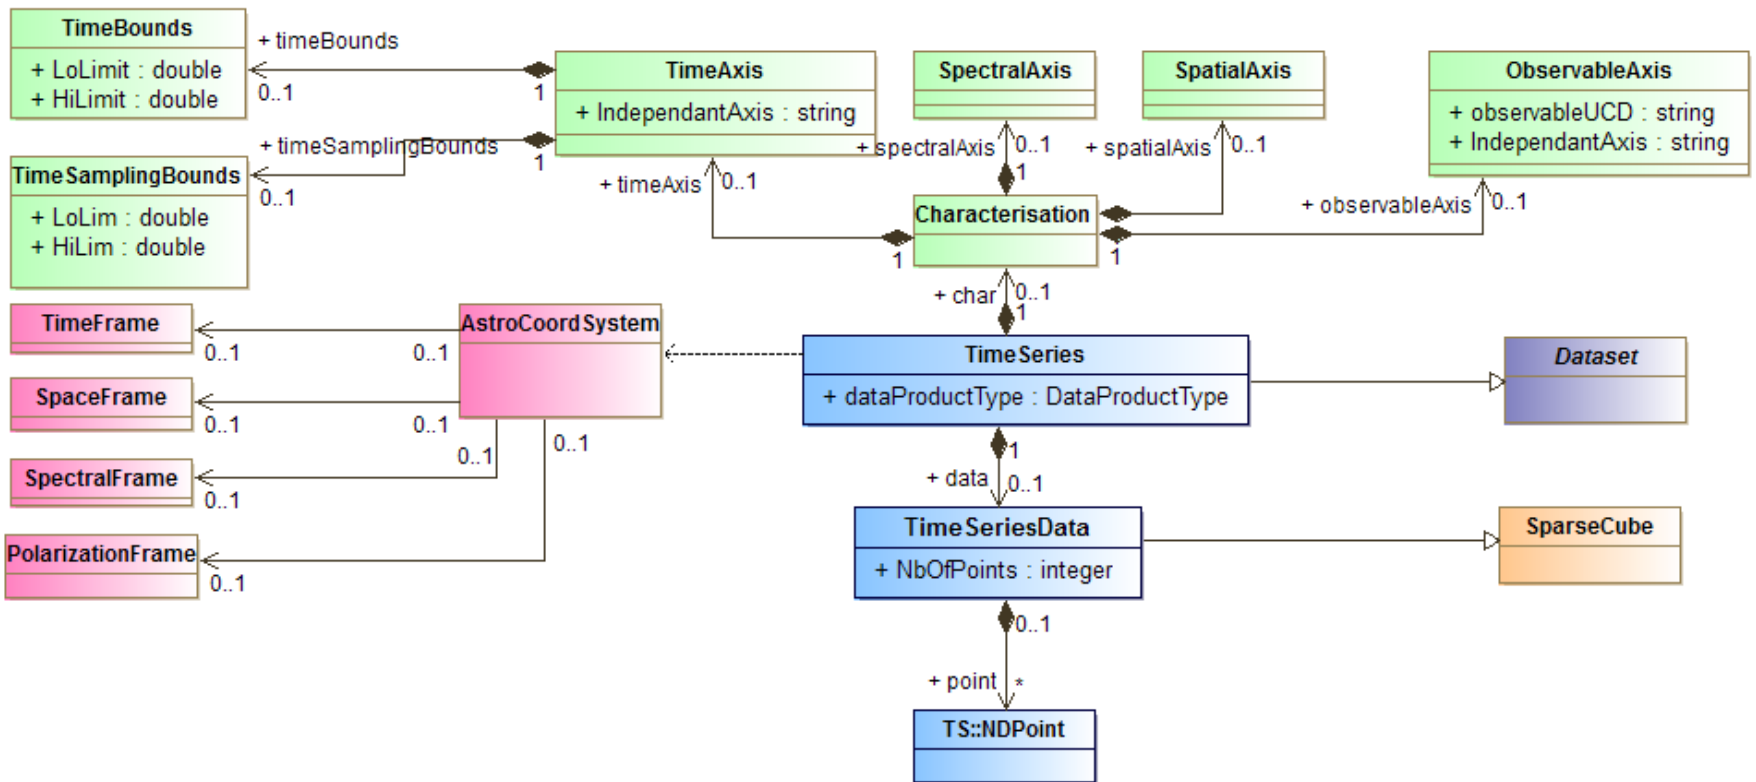 TimeBounds
+ LoLimit : double
+ HiLimit : double
+ timeBounds
0..1
1
TimeAxis
+ IndependantAxis : string
SpectralAxis
SpatialAxis
ObservableAxis
+ observableUCD : string
+ IndependantAxis : string
+ timeSamplingBounds
0..1
1
TimeSamplingBounds
+ LoLim : double
+ HiLim : double
+ timeAxis
0..1
+ spectralAxis
0..1
1
+ spatialAxis
0..1
+ observableAxis
0..1
Characterisation
1
1
+ char
0..1
1
TimeFrame
0..1
0..1
AstroCoordSystem
TimeSeries
+ dataProductType : DataProductType
Dataset
SpaceFrame
0..1
0..1
SpectralFrame
0..1
0..1
0..1
PolarizationFrame
0..1
1
+ data
0..1
TimeSeriesData
+ NbOfPoints : integer
SparseCube
0..1
+ point
*
TS::NDPoint